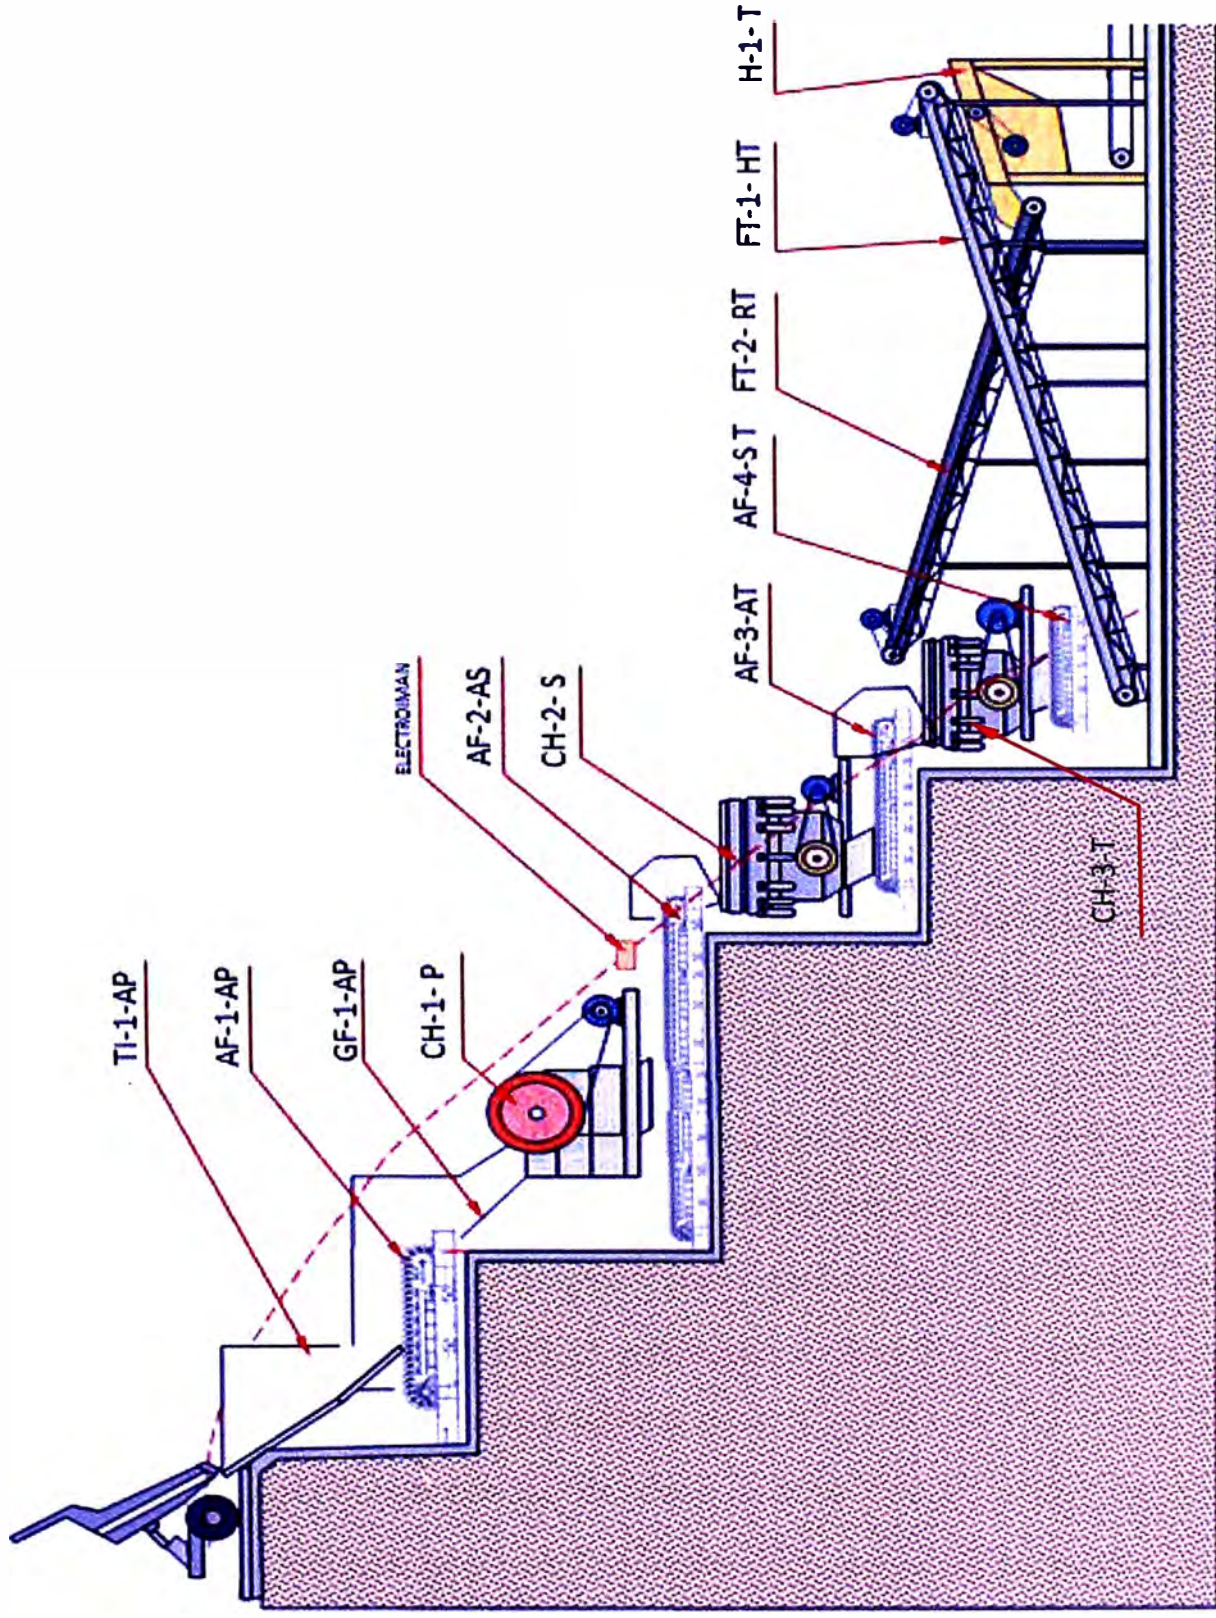 TI-1-AP
AF-1-AP
GF-1-AP
CH-1-P
ELECTROIMAN
AF-2-AS
CH-2-S
AF-3-AT
AF-4-ST
FT-2-RT
FT-1-HT
H-1-T
CH-3-T